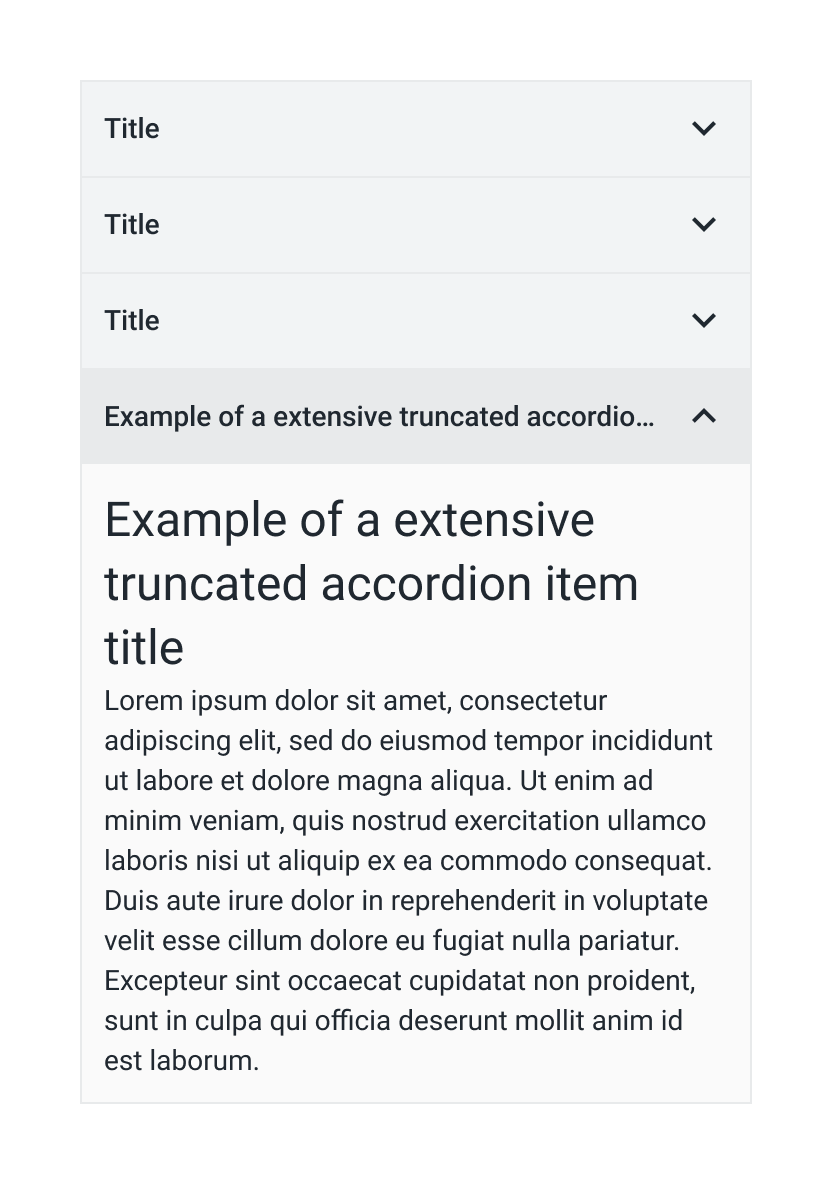 Title
Title
Title
Example of a extensive truncated accordio...
Example of a extensive
truncated accordion item
title
Lorem ipsum dolor sit amet, consectetur
adipiscing elit, sed do eiusmod tempor incididunt
ut labore et dolore magna aliqua. Ut enim ad
minim veniam, quis nostrud exercitation ullamco
laboris nisi ut aliquip ex ea commodo consequat.
Duis aute irure dolor in reprehenderit in voluptate
velit esse cillum dolore eu fugiat nulla pariatur.
Excepteur sint occaecat cupidatat non proident,
sunt in culpa qui officia deserunt mollit anim id
est laborum.